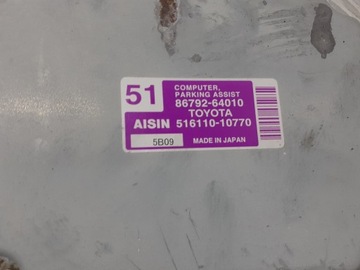 51
COMPUTER,
PARKING ASSIST
86792-64010
TOYOTA
AISIN 516110-10770
5B09 MADE IN JAPAN